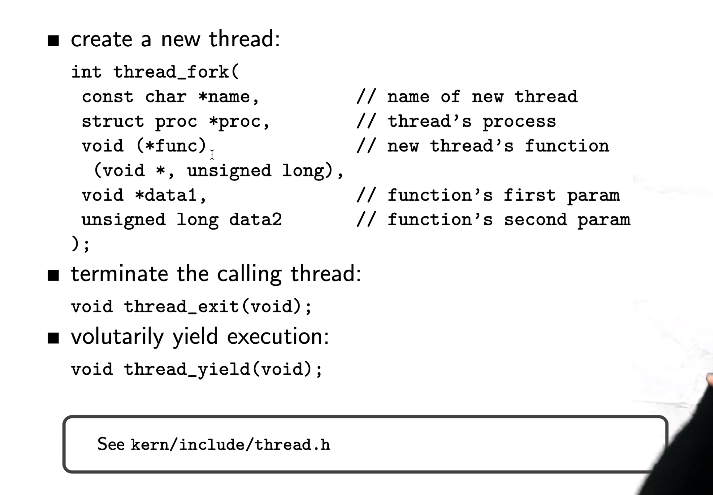 ■ create a new thread:
int thread_fork(
const char *name, // name of new thread
struct proc *proc, // thread's process
void (*func) // new thread's function
(void *, unsigned long),
void *data1, // function's first param
unsigned long data2 // function's second param
);
■ terminate the calling thread:
void thread_exit(void);
■ volutarily yield execution:
void thread_yield(void);
See kern/include/thread.h